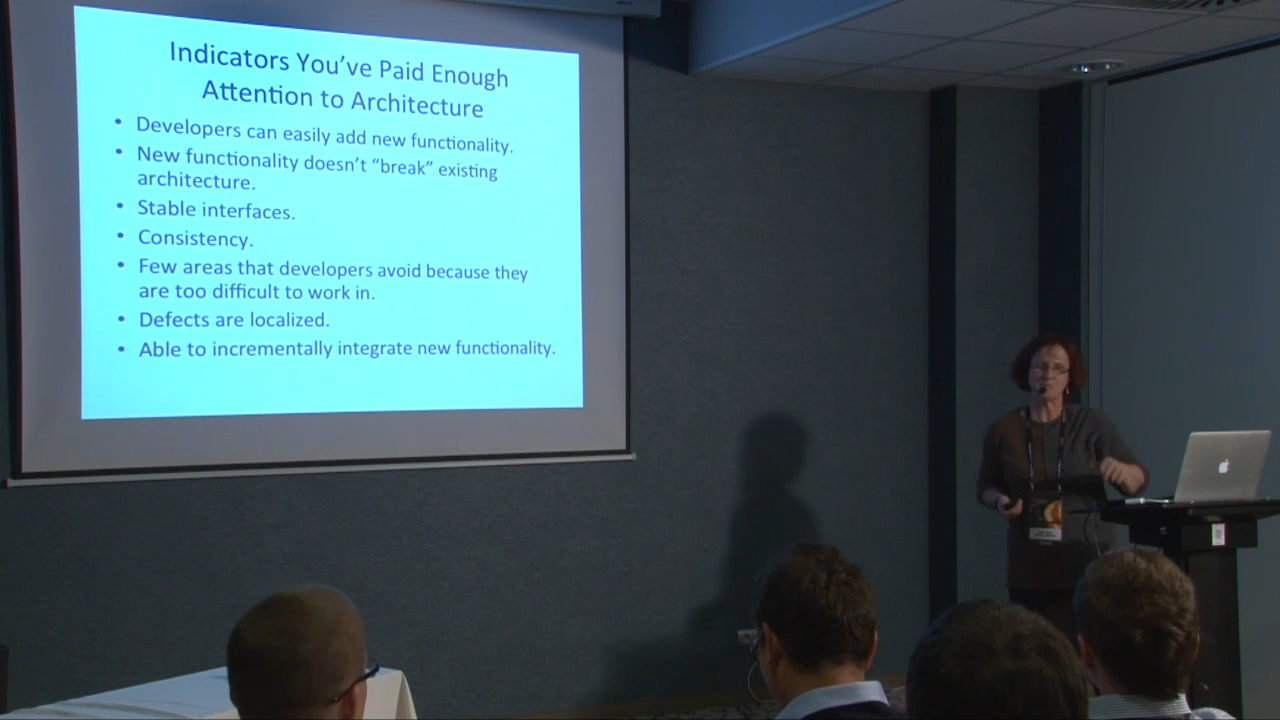 Indicators You've Paid Enough
Attention to Architecture
• Developers can easily add new functionality.
• New functionality doesn't "break" existing
architecture.
• Stable interfaces.
• Consistency.
• Few areas that developers avoid because they
are too difficult to work in.
• Defects are localized.
• Able to incrementally integrate new functionality.